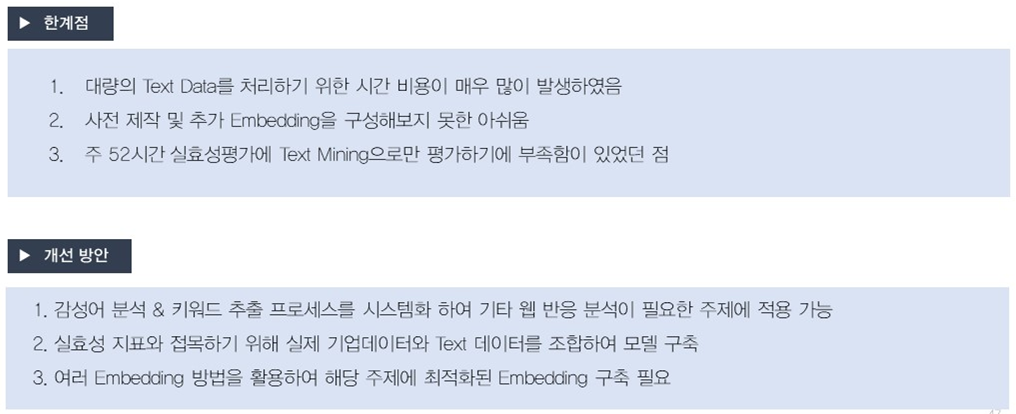 ▶ 한계점
1. 대량의 Text Data를 처리하기 위한 시간 비용이 매우 많이 발생하였음
2. 사전 제작 및 추가 Embedding을 구성해보지 못한 아쉬움
3. 주 52시간 실효성평가에 Text Mining으로만 평가하기에 부족함이 있었던 점
▶ 개선 방안
1. 감성어 분석 & 키워드 추출 프로세스를 시스템화 하여 기타 웹 반응 분석이 필요한 주제에 적용 가능
2. 실효성 지표와 접목하기 위해 실제 기업데이터와 Text 데이터를 조합하여 모델 구축
3. 여러 Embedding 방법을 활용하여 해당 주제에 최적화된 Embedding 구축 필요